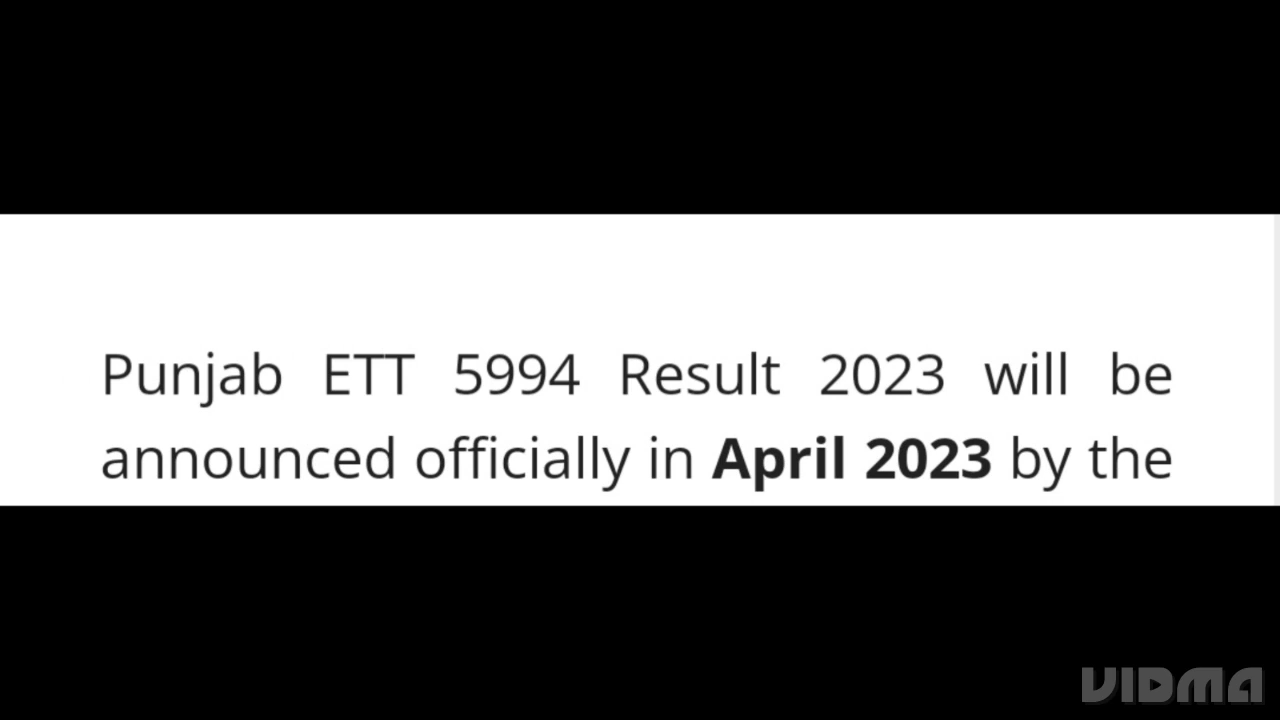 Punjab ETT 5994 Result 2023 will be
announced officially in April 2023 by the
VIDMA